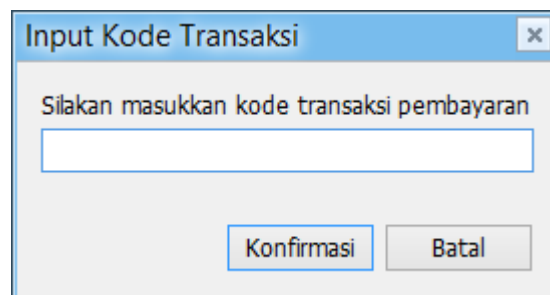 Input Kode Transaksi
Silakan masukkan kode transaksi pembayaran
Konfirmasi Batal